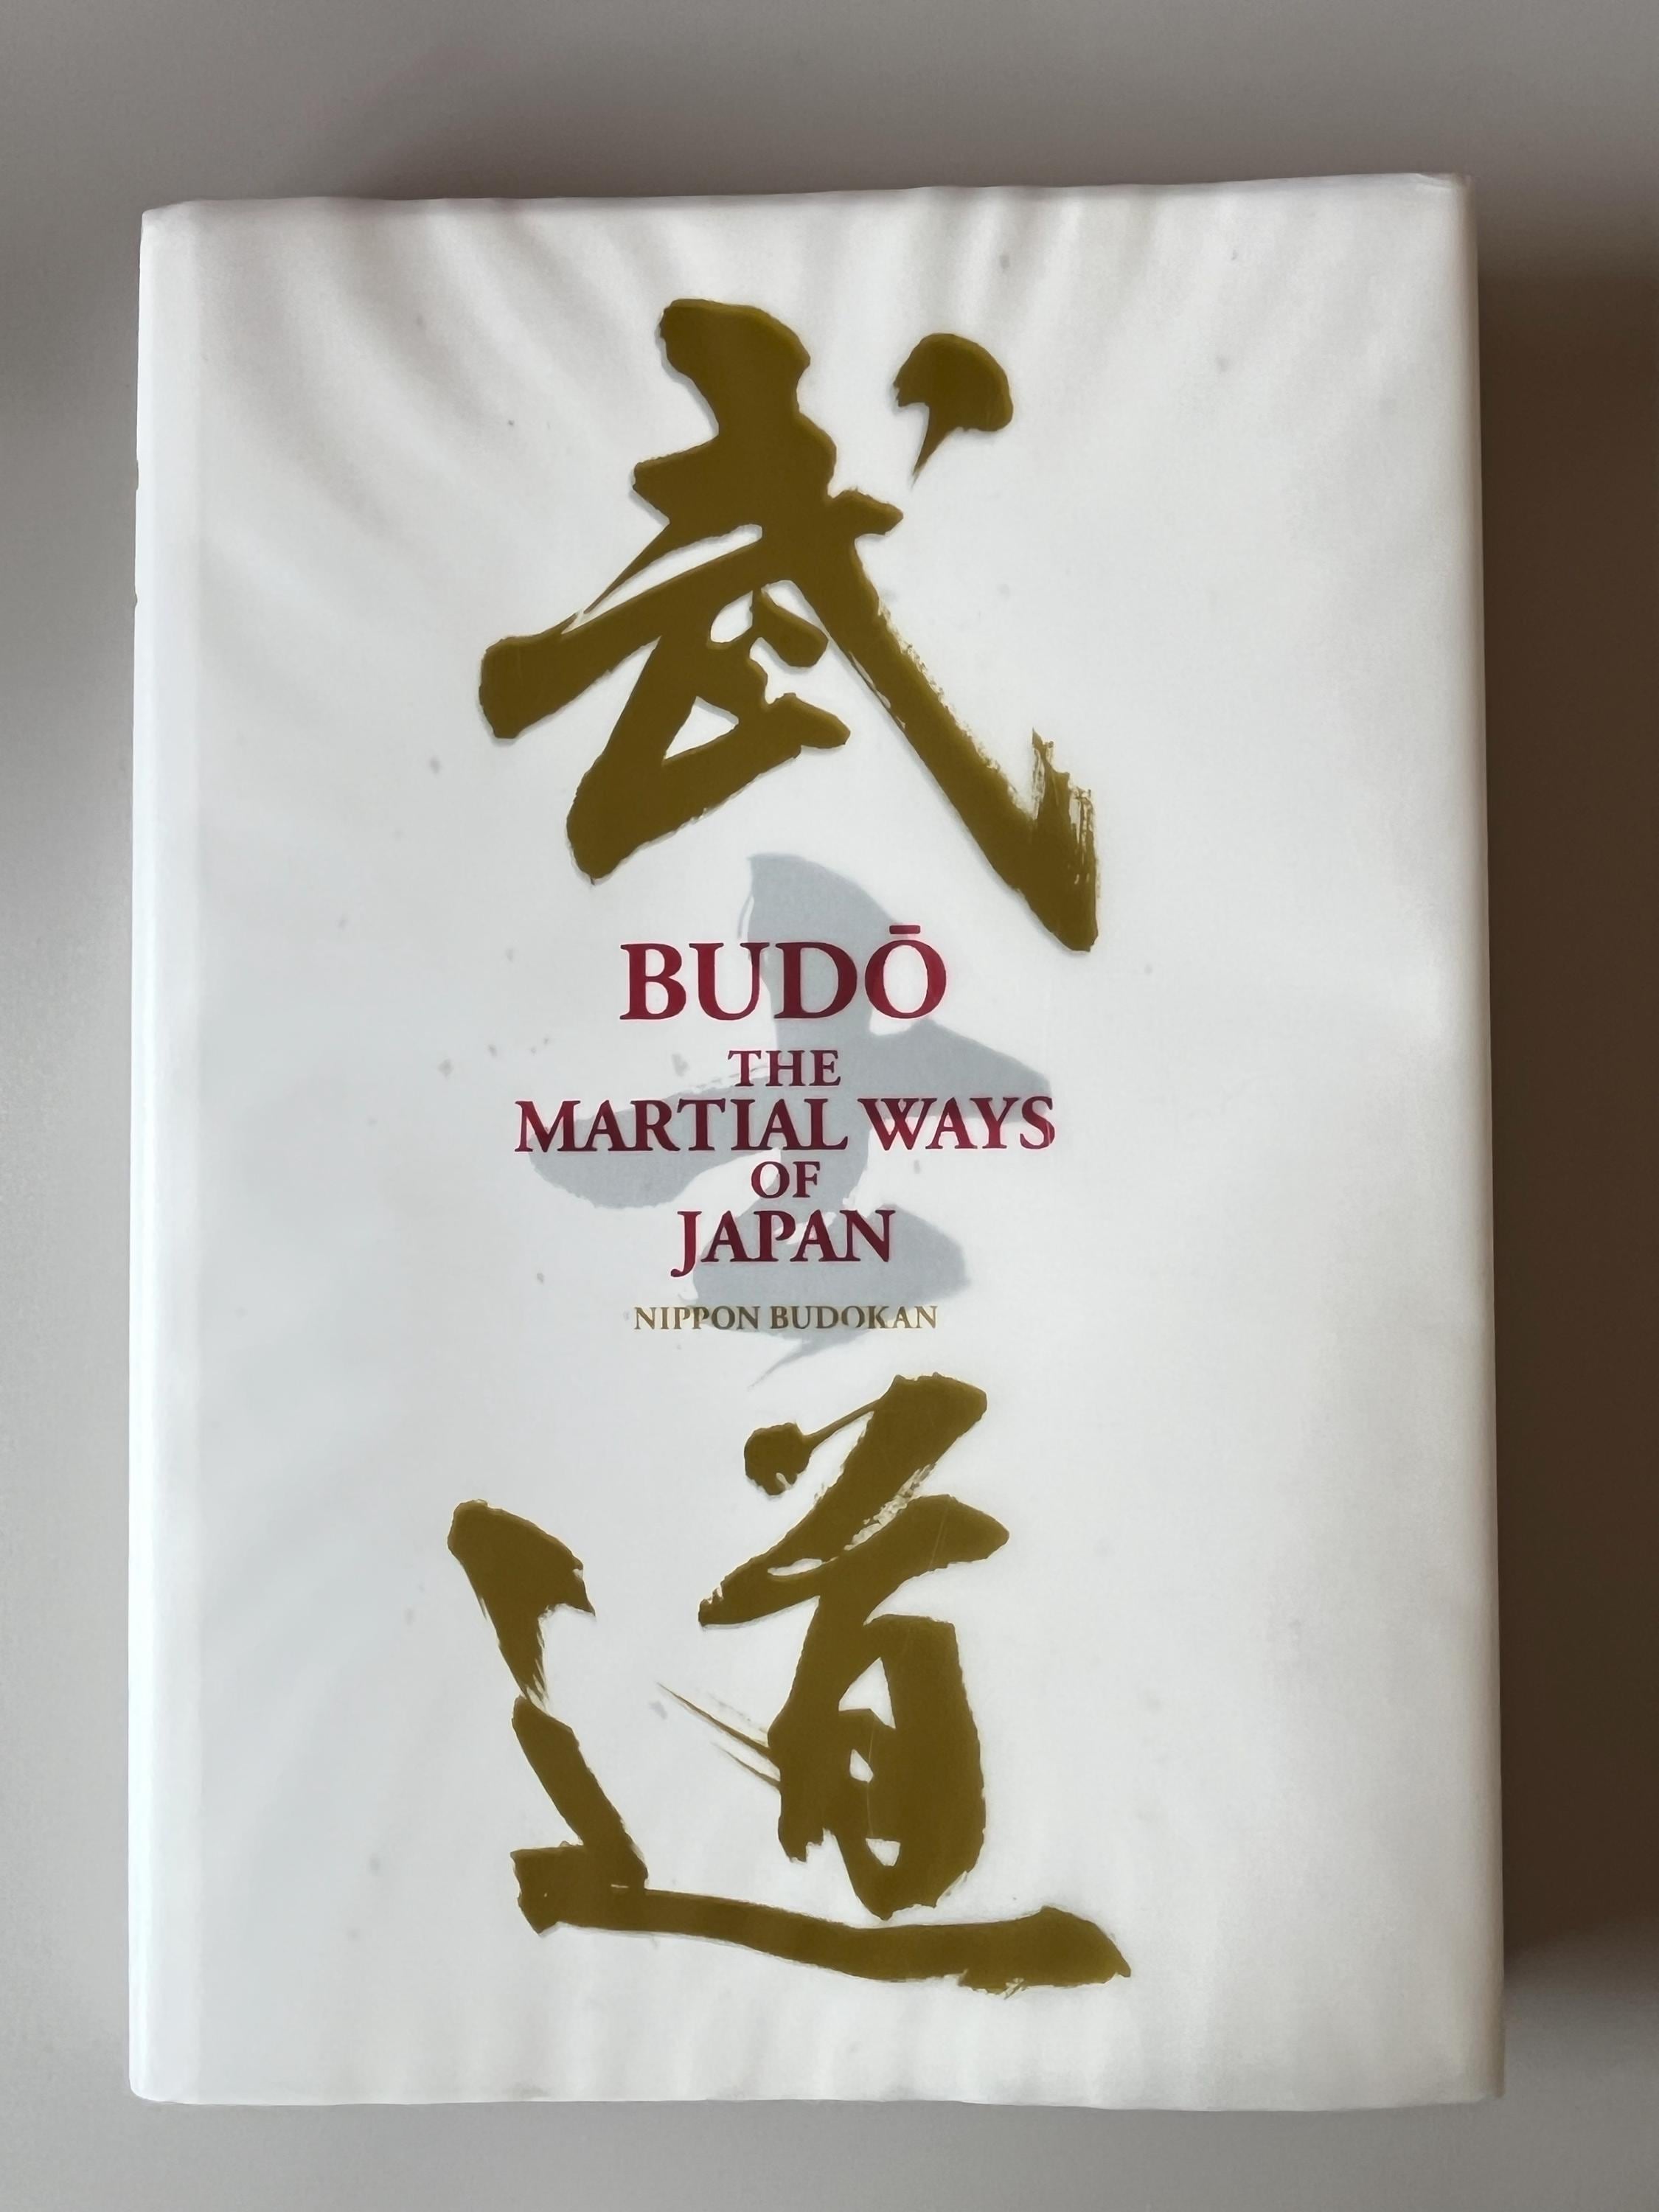 武
BUDŌ
THE
MARTIAL WAYS
OF
JAPAN
NIPPON BUDOKAN
道